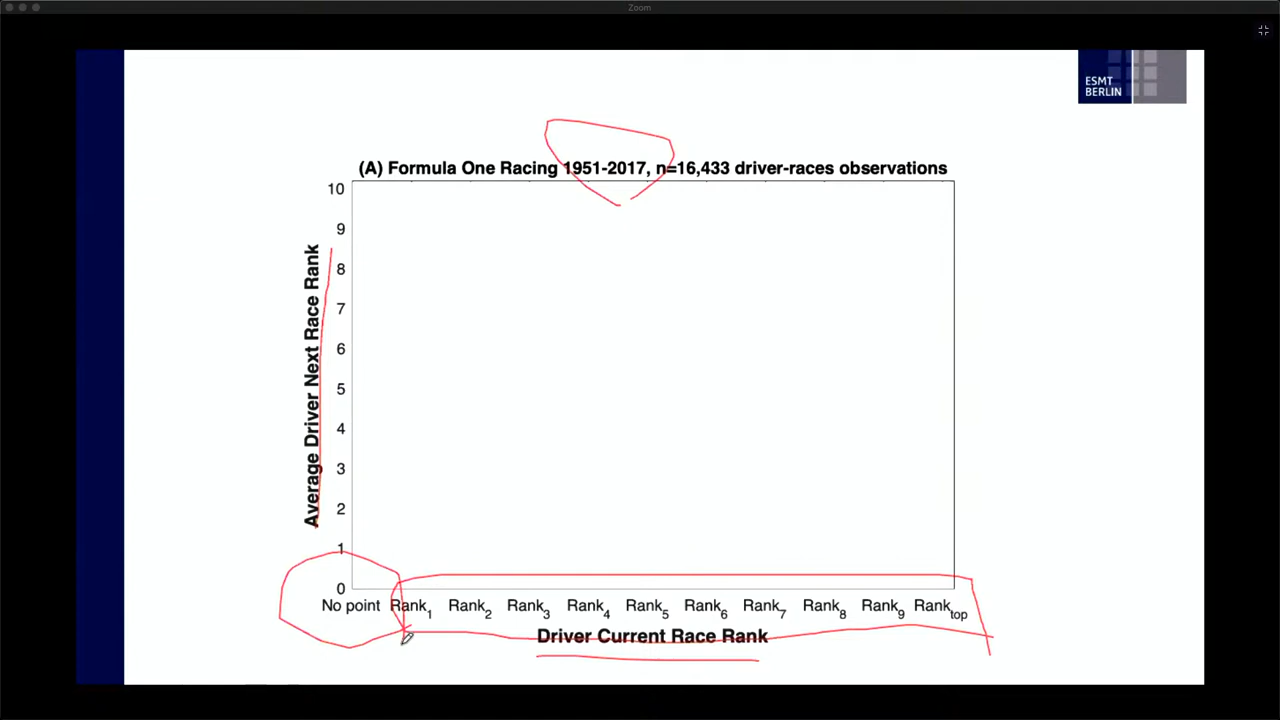 Zoom
ESMT
BERLIN
(A) Formula One Racing 1951-2017, n=16,433 driver-races observations
10
9
8
7
6
5
4
3
2
1
0
Average Driver Next Race Rank
No point Rank1 Rank2 Rank3 Rank4 Rank5 Rank6 Rank7 Rank8 Rank9 Ranktop
Driver Current Race Rank